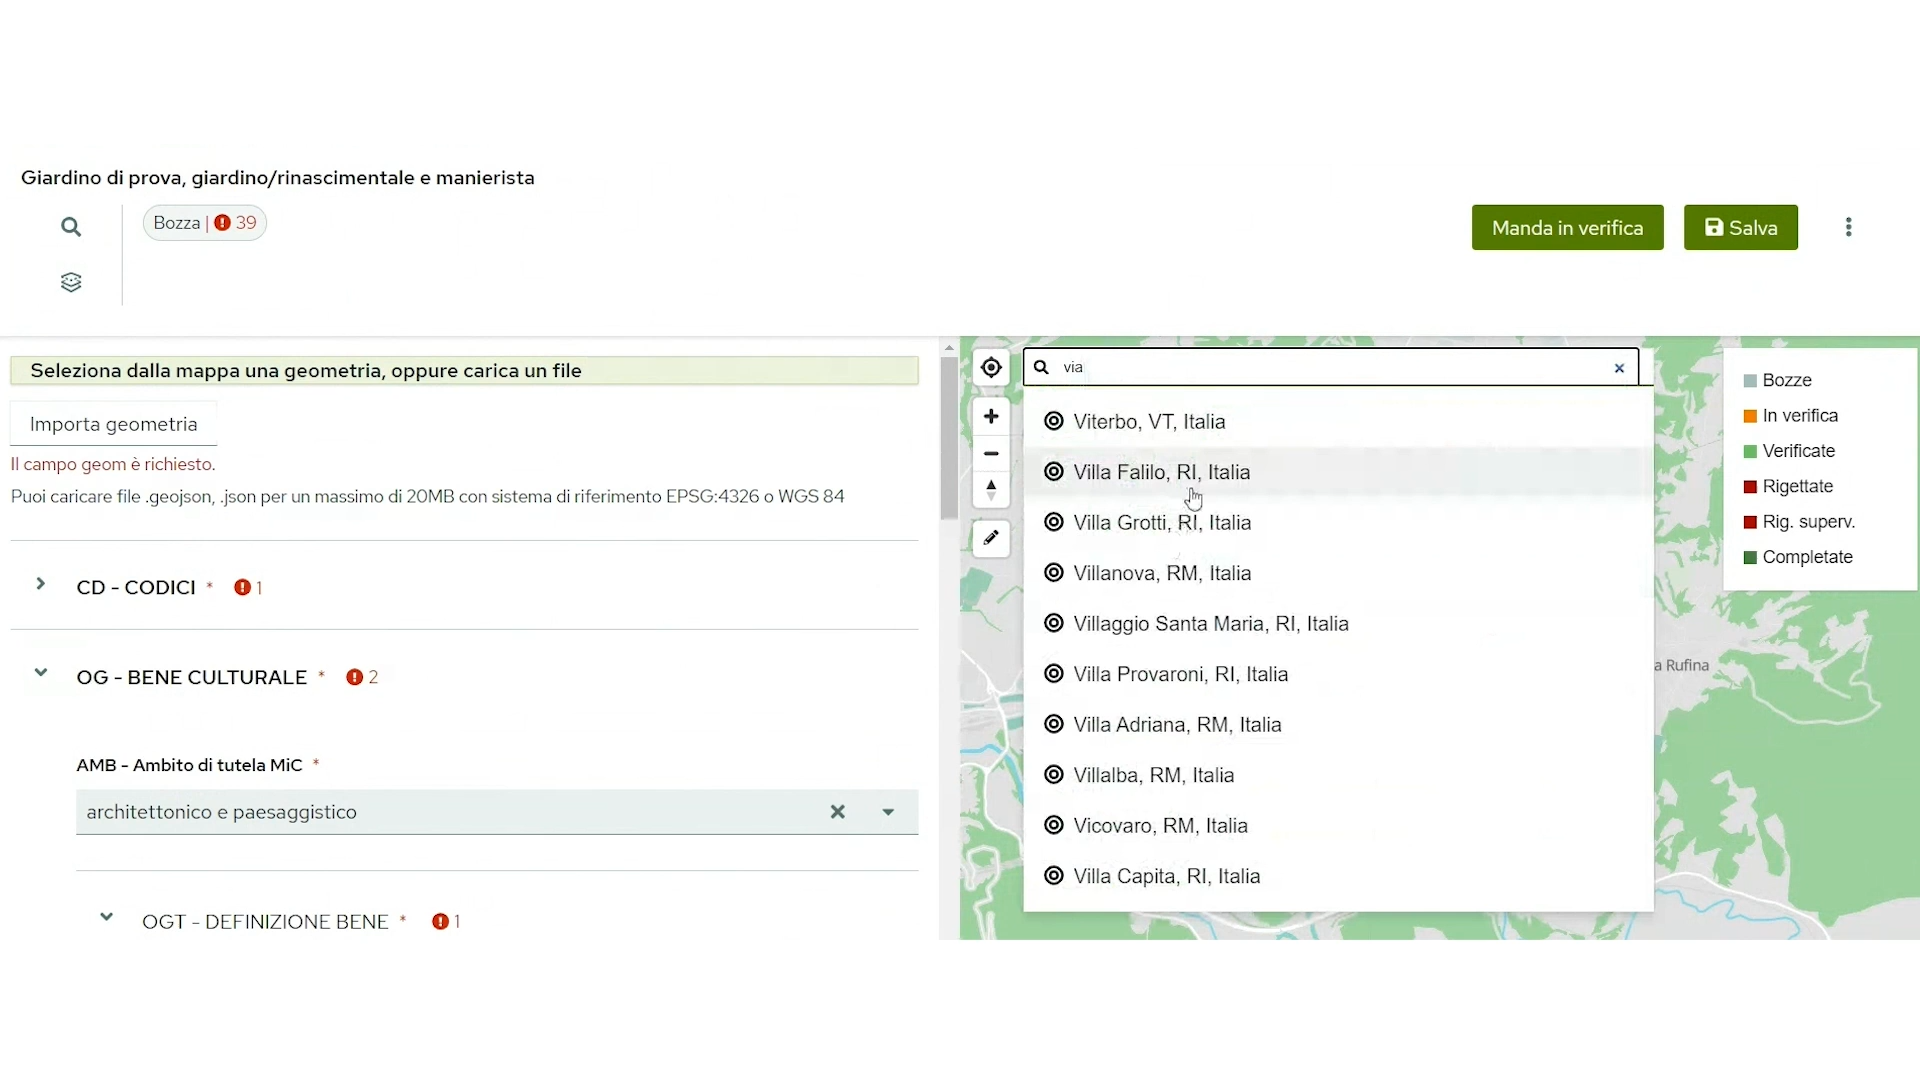 Giardino di prova, giardino/rinascimentale e manierista
Bozza | 39
Manda in verifica
Salva
Seleziona dalla mappa una geometria, oppure carica un file
Importa geometria
Il campo geom è richiesto.
Puoi caricare file .geojson, .json per un massimo di 20MB con sistema di riferimento EPSG:4326 o WGS 84
CD - CODICI * 1
OG - BENE CULTURALE * 2
AMB - Ambito di tutela MiC *
architettonico e paesaggistico
OGT - DEFINIZIONE BENE * 1
via
Viterbo, VT, Italia
Villa Falilo, RI, Italia
Villa Grotti, RI, Italia
Villanova, RM, Italia
Villaggio Santa Maria, RI, Italia
Villa Provaroni, RI, Italia
Villa Adriana, RM, Italia
Villalba, RM, Italia
Vicovaro, RM, Italia
Villa Capita, RI, Italia
Bozze
In verifica
Verificate
Rigettate
Rig. superv.
Completate
a Rufina